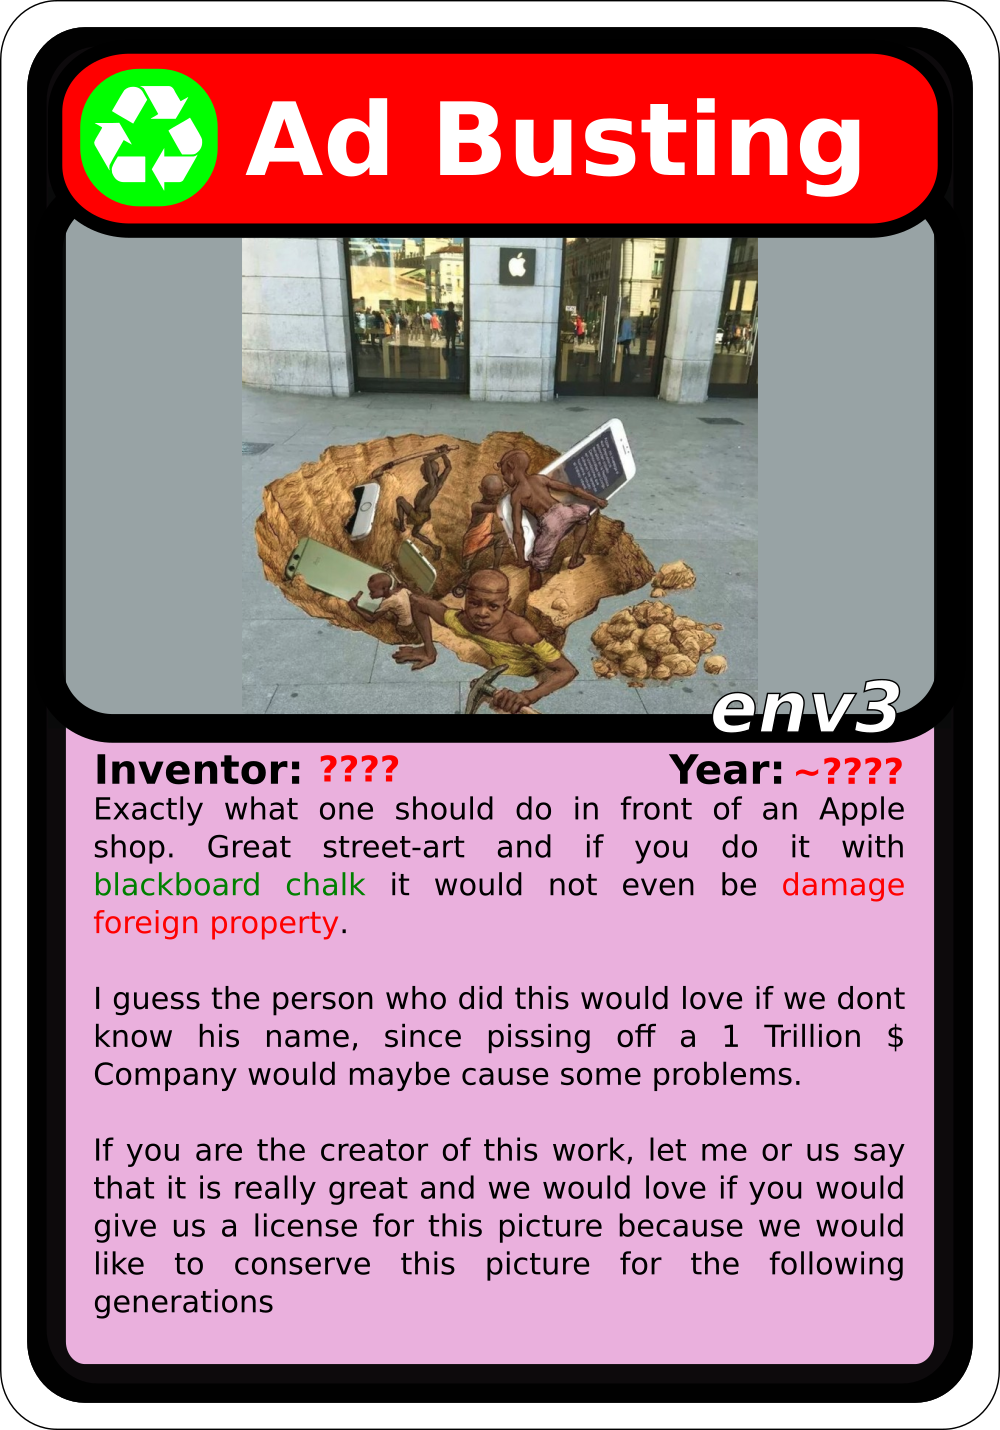 Ad Busting
env3
Inventor: ???? Year: ~????
Exactly what one should do in front of an Apple
shop. Great street-art and if you do it with
blackboard chalk it would not even be damage
foreign property.
I guess the person who did this would love if we dont
know his name, since pissing off a 1 Trillion $
Company would maybe cause some problems.
If you are the creator of this work, let me or us say
that it is really great and we would love if you would
give us a license for this picture because we would
like to conserve this picture for the following
generations